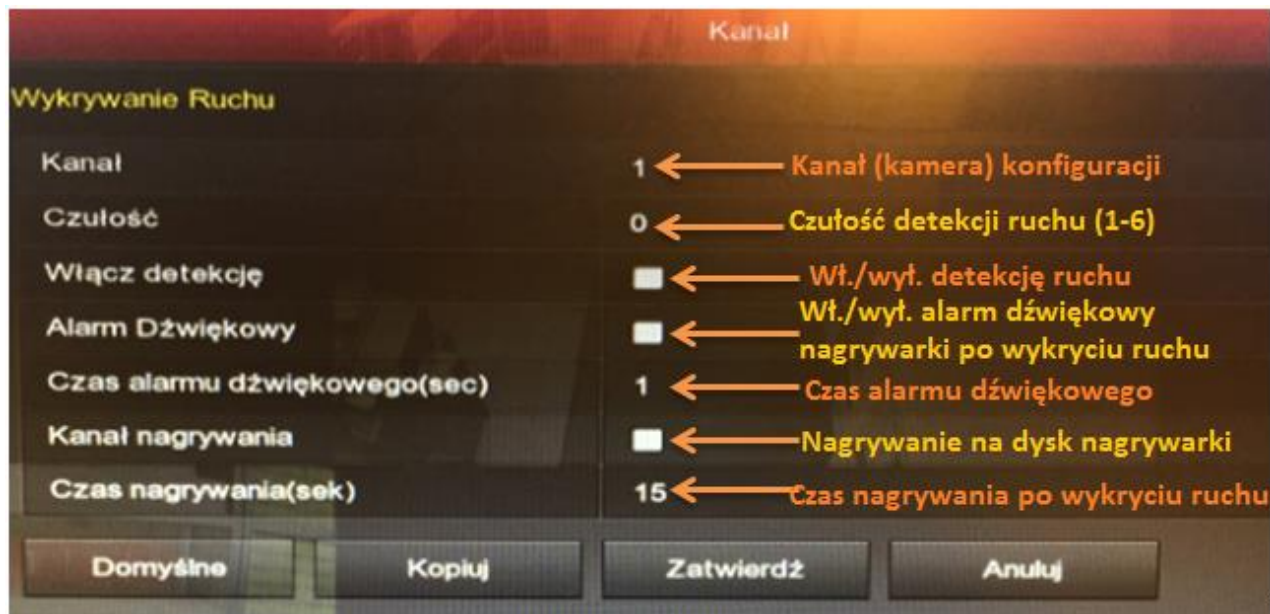 Kanał
Wykrywanie Ruchu
Kanał 1 Kanał (kamera) konfiguracji
Czułość 0 Czułość detekcji ruchu (1-6)
Włącz detekcję Wł./wył. detekcję ruchu
Alarm Dźwiękowy Wł./wył. alarm dźwiękowy
nagrywarki po wykryciu ruchu
Czas alarmu dźwiękowego(sec) 1 Czas alarmu dźwiękowego
Kanał nagrywania Nagrywanie na dysk nagrywarki
Czas nagrywania(sek) 15 Czas nagrywania po wykryciu ruchu
Domyślne Kopiuj Zatwierdź Anuluj